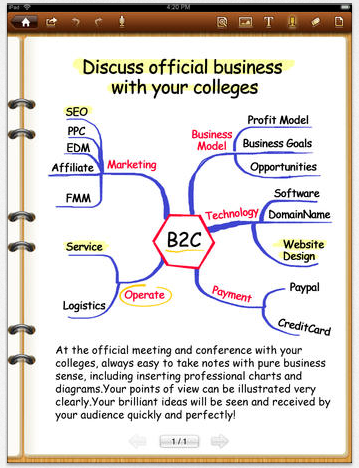 iPad
4:20 PM
Discuss official business
with your colleges
SEO
PPC
EDM
Affiliate
FMM
Marketing
Business
Model
Profit Model
Business Goals
Opportunities
Technology
Software
DomainName
Website
Design
B2C
Service
Logistics
Operate
Payment
Paypal
CreditCard
At the official meeting and conference with your
colleges, always easy to take notes with pure business
sense, including inserting professional charts and
diagrams.Your points of view can be illustrated very
clearly.Your brilliant ideas will be seen and received by
your audience quickly and perfectly!
1 / 1